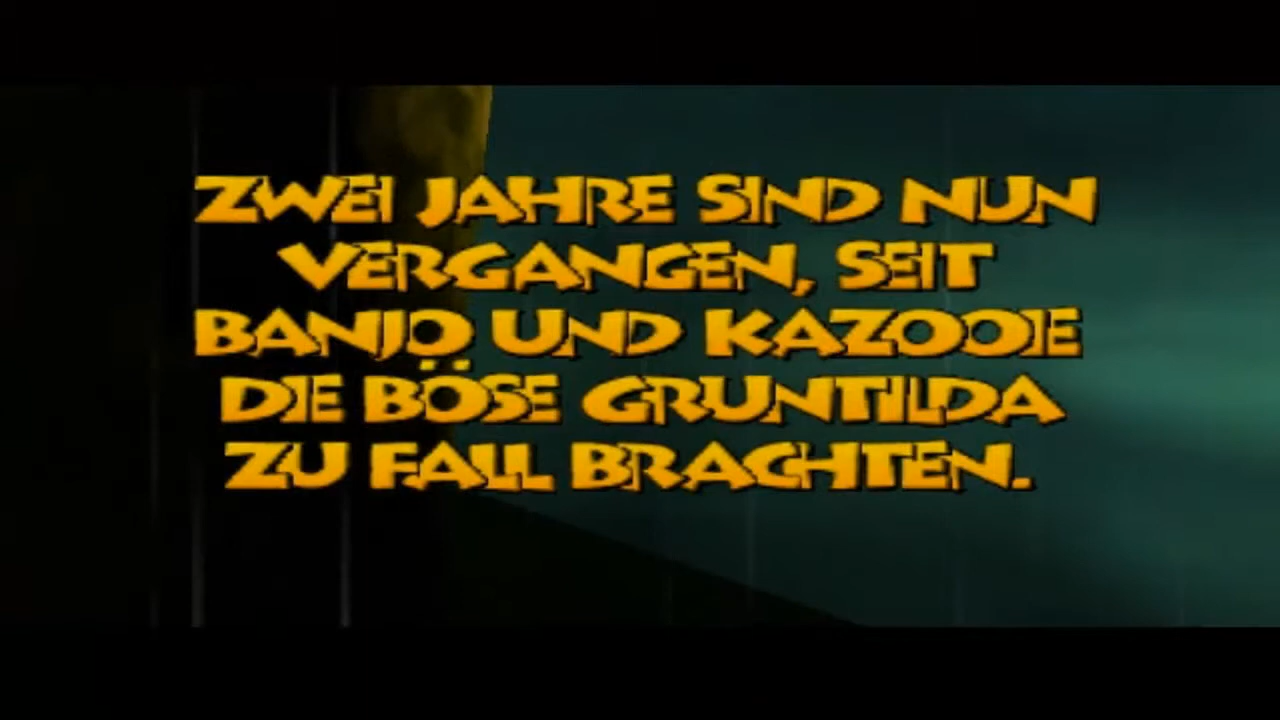 ZWEI JAHRE SIND NUN
VERGANGEN, SEIT
BANJO UND KAZOOIE
DIE BÖSE GRUNTILDA
ZU FALL BRACHTEN.